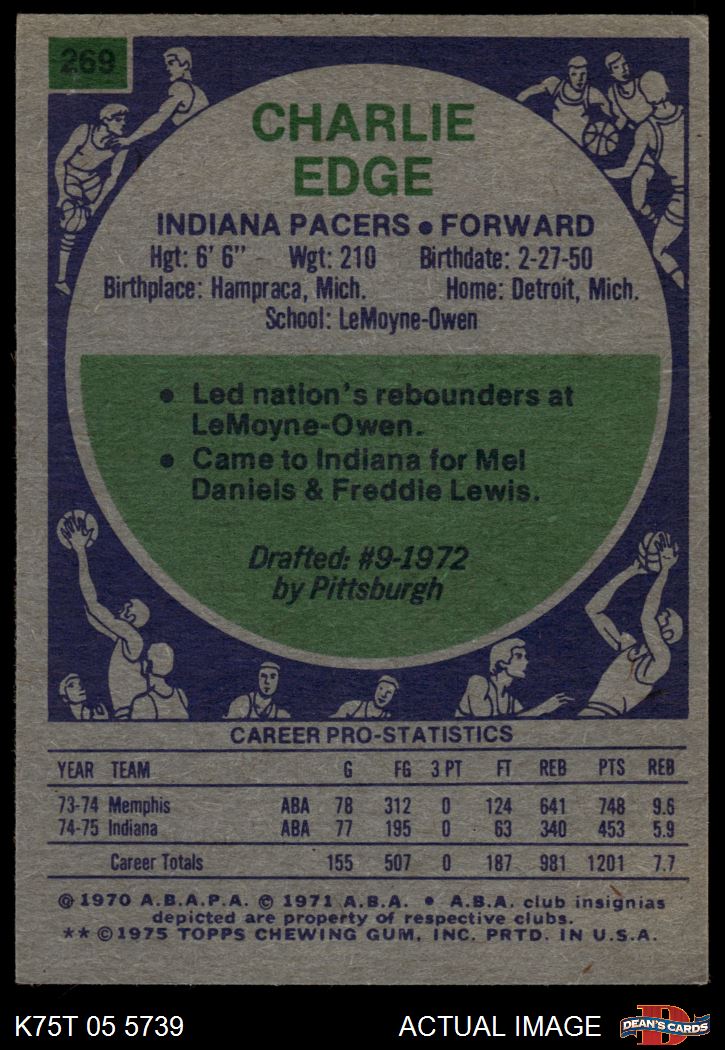 269
CHARLIE
EDGE
INDIANA PACERS • FORWARD
Hgt: 6' 6" Wgt: 210 Birthdate: 2-27-50
Birthplace: Hampraca, Mich. Home: Detroit, Mich.
School: LeMoyne-Owen
• Led nation's rebounders at
LeMoyne-Owen.
• Came to Indiana for Mel
Daniels & Freddie Lewis.
Drafted: #9-1972
by Pittsburgh
CAREER PRO-STATISTICS
YEAR TEAM G FG 3 PT FT REB PTS REB
73-74 Memphis ABA 78 312 0 124 641 748 9.6
74-75 Indiana ABA 77 195 0 63 340 453 5.9
Career Totals 155 507 0 187 981 1201 7.7
© 1970 A.B.A.P.A. © 1971 A.B.A. • A.B.A. club insignias
depicted are property of respective clubs.
** © 1975 TOPPS CHEWING GUM, INC. PRTD. IN U.S.A.
K75T 05 5739 ACTUAL IMAGE D DEAN'S CARDS